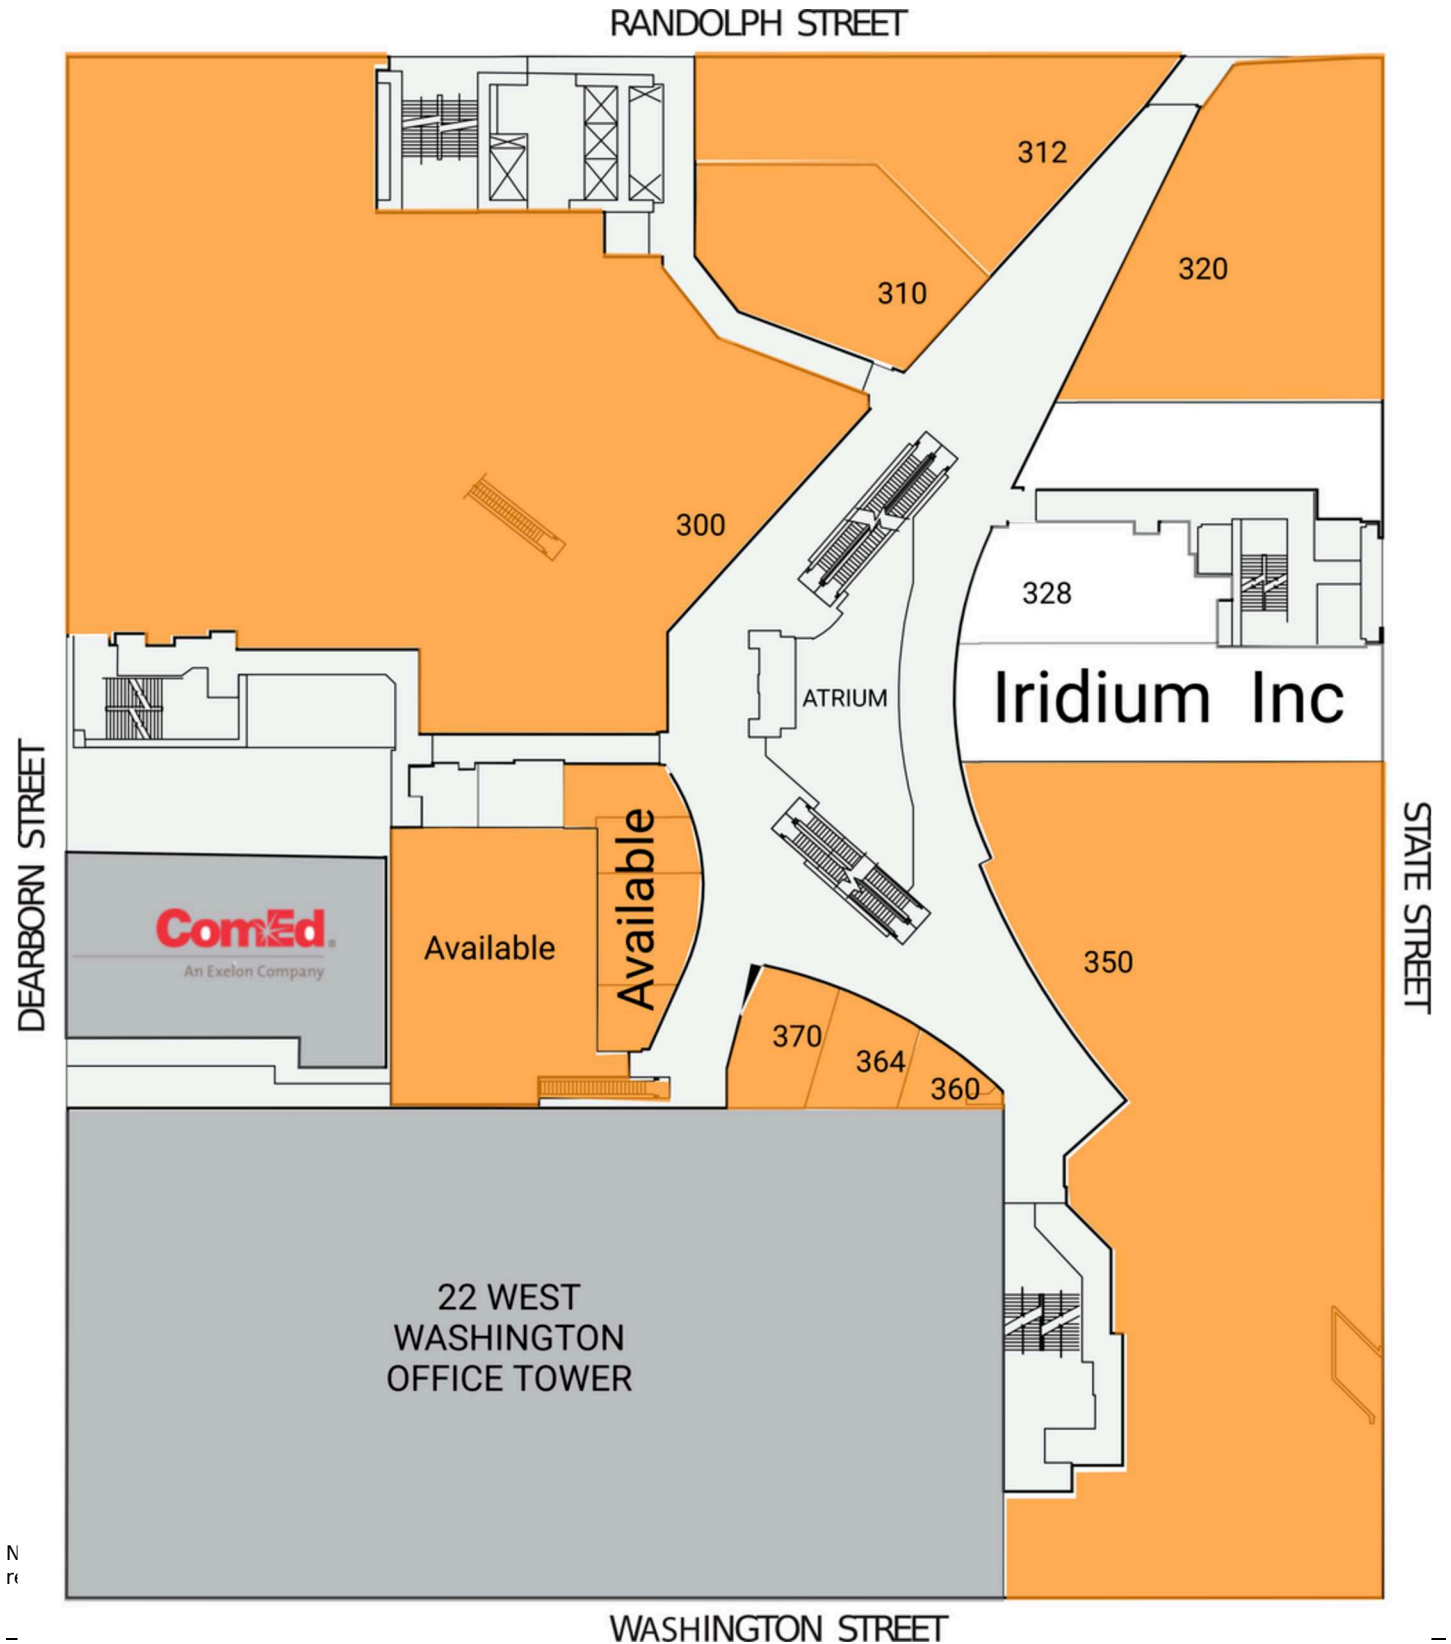 RANDOLPH STREET
312
320
310
300
328
Iridium Inc
ATRIUM
DEARBORN STREET
STATE STREET
Available
ComEd
An Exelon Company
Available
350
370
364
360
22 WEST
WASHINGTON
OFFICE TOWER
N
re
WASHINGTON STREET